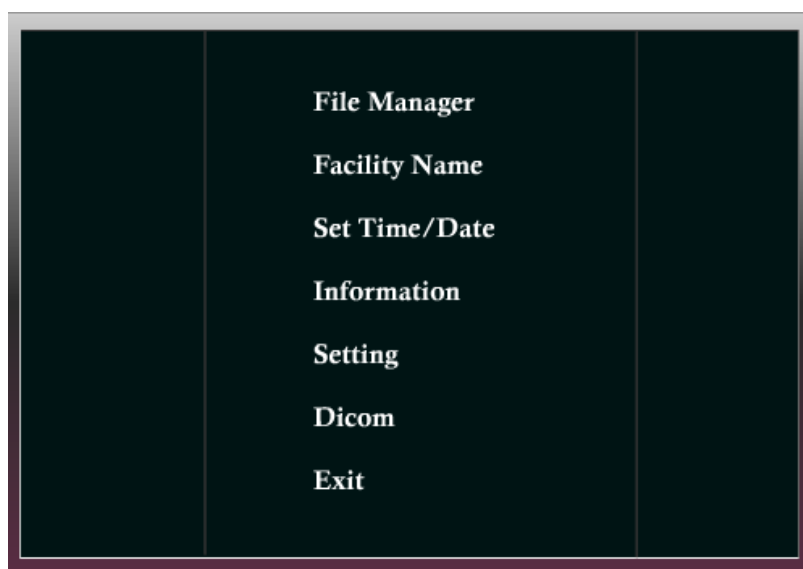 File Manager
Facility Name
Set Time/Date
Information
Setting
Dicom
Exit